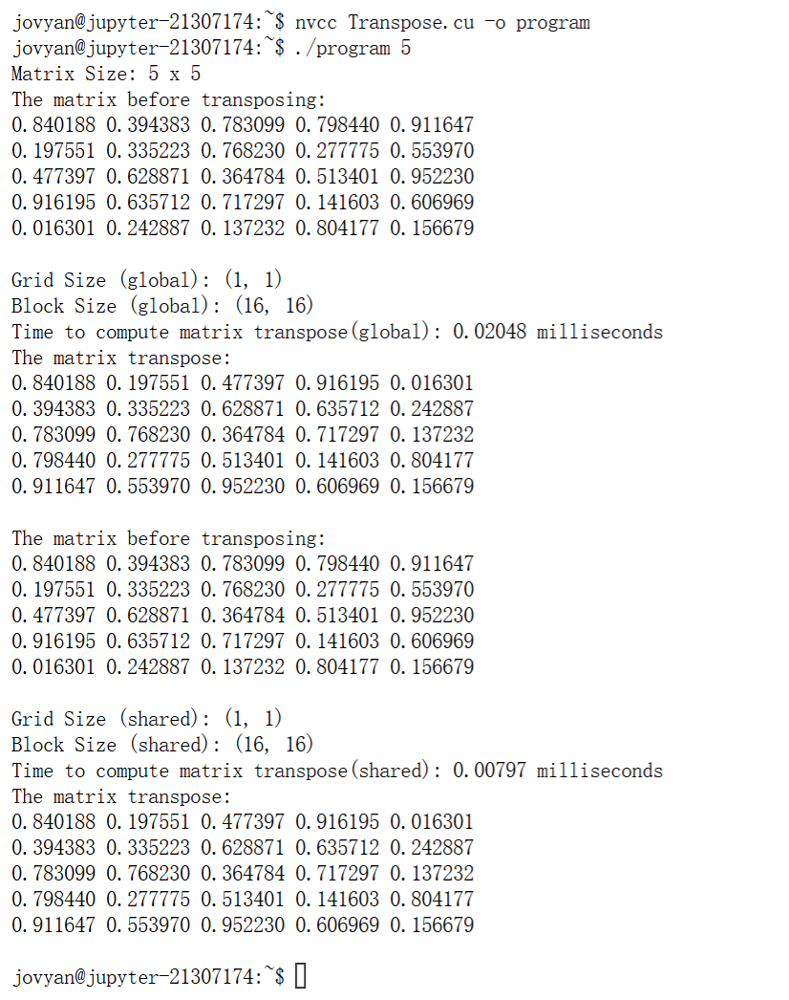 jovyan@jupyter-21307174:~$ nvcc Transpose.cu -o program
jovyan@jupyter-21307174:~$ ./program 5
Matrix Size: 5 x 5
The matrix before transposing:
0.840188 0.394383 0.783099 0.798440 0.911647
0.197551 0.335223 0.768230 0.277775 0.553970
0.477397 0.628871 0.364784 0.513401 0.952230
0.916195 0.635712 0.717297 0.141603 0.606969
0.016301 0.242887 0.137232 0.804177 0.156679

Grid Size (global): (1, 1)
Block Size (global): (16, 16)
Time to compute matrix transpose(global): 0.02048 milliseconds
The matrix transpose:
0.840188 0.197551 0.477397 0.916195 0.016301
0.394383 0.335223 0.628871 0.635712 0.242887
0.783099 0.768230 0.364784 0.717297 0.137232
0.798440 0.277775 0.513401 0.141603 0.804177
0.911647 0.553970 0.952230 0.606969 0.156679

The matrix before transposing:
0.840188 0.394383 0.783099 0.798440 0.911647
0.197551 0.335223 0.768230 0.277775 0.553970
0.477397 0.628871 0.364784 0.513401 0.952230
0.916195 0.635712 0.717297 0.141603 0.606969
0.016301 0.242887 0.137232 0.804177 0.156679

Grid Size (shared): (1, 1)
Block Size (shared): (16, 16)
Time to compute matrix transpose(shared): 0.00797 milliseconds
The matrix transpose:
0.840188 0.197551 0.477397 0.916195 0.016301
0.394383 0.335223 0.628871 0.635712 0.242887
0.783099 0.768230 0.364784 0.717297 0.137232
0.798440 0.277775 0.513401 0.141603 0.804177
0.911647 0.553970 0.952230 0.606969 0.156679

jovyan@jupyter-21307174:~$